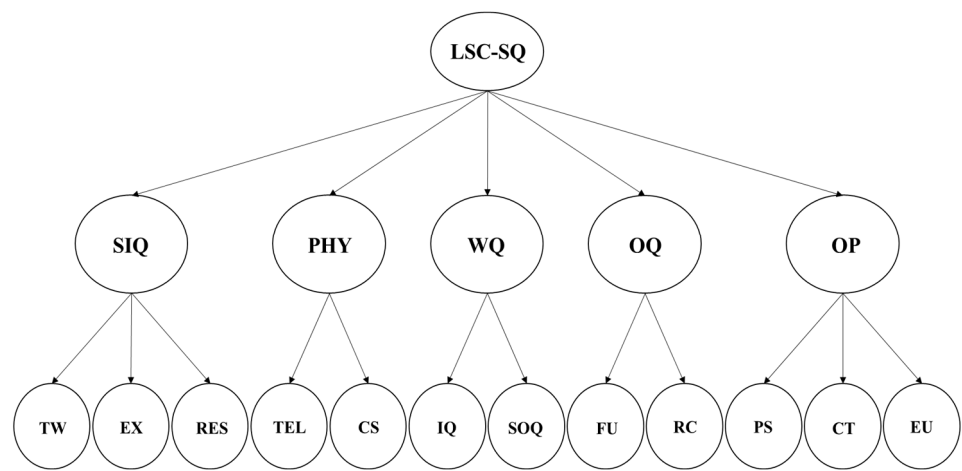 LSC-SQ
SIQ
PHY
WQ
OQ
OP
TW
EX
RES
TEL
CS
IQ
SOQ
FU
RC
PS
CT
EU